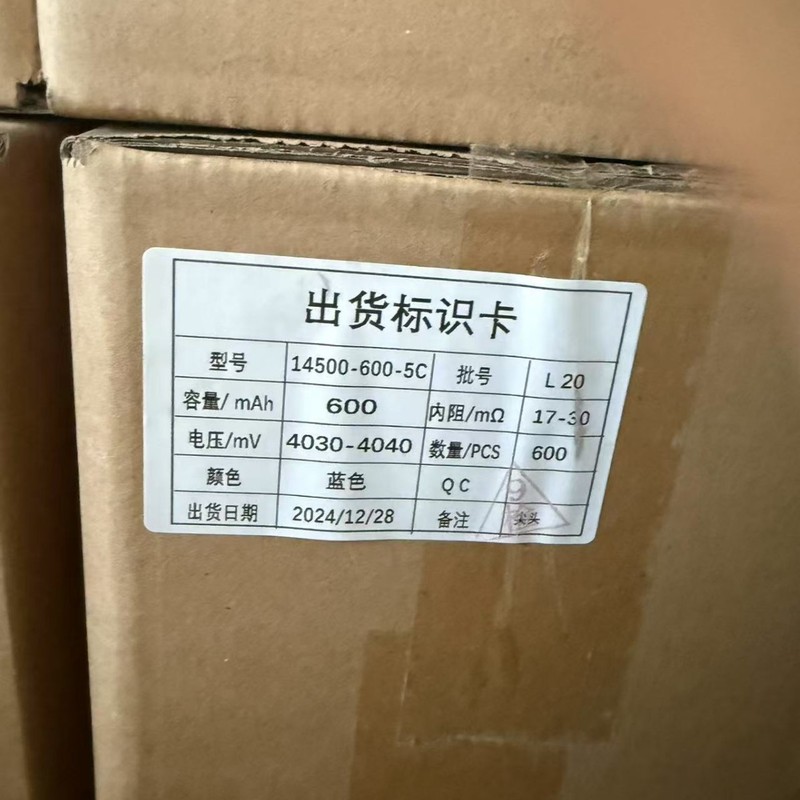 出货标识卡
型号 14500-600-5C 批号 L 20
容量/ mAh 600 内阻/mΩ 17-30
电压/mV 4030-4040 数量/PCS 600
颜色 蓝色 Q C
出货日期 2024/12/28 备注 尖头